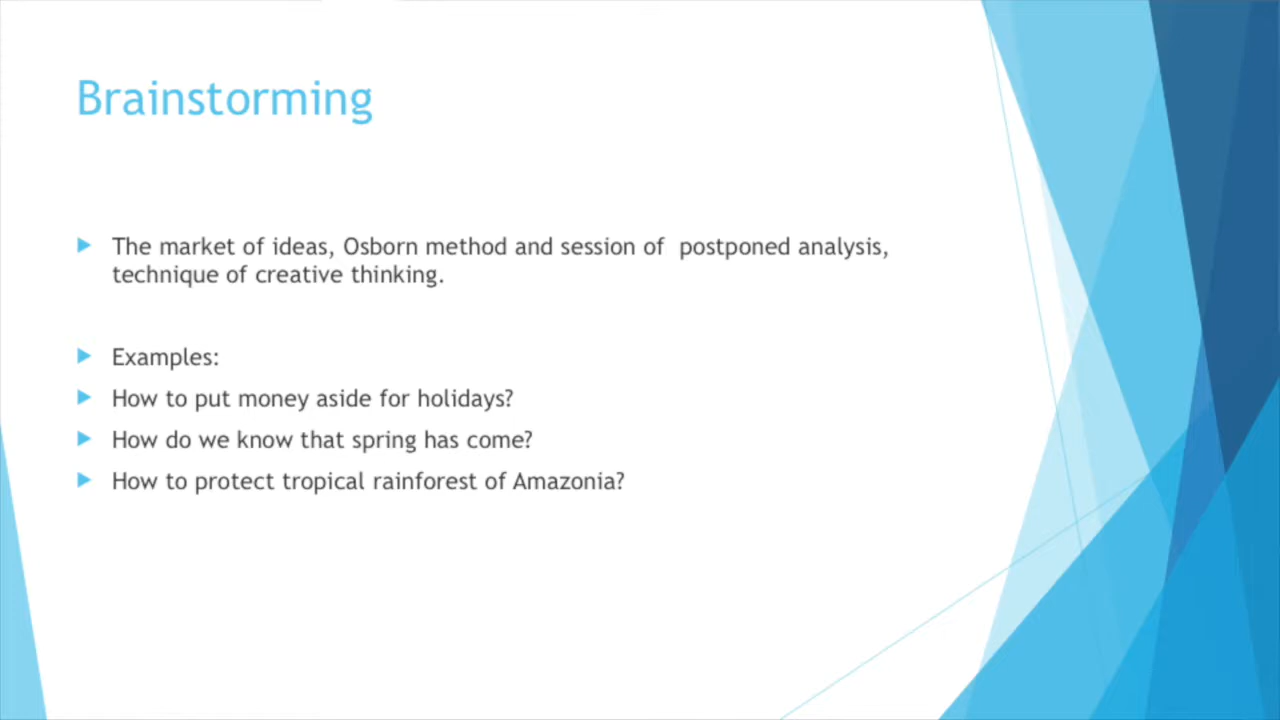 Brainstorming
The market of ideas, Osborn method and session of  postponed analysis,
technique of creative thinking.
Examples:
How to put money aside for holidays?
How do we know that spring has come?
How to protect tropical rainforest of Amazonia?